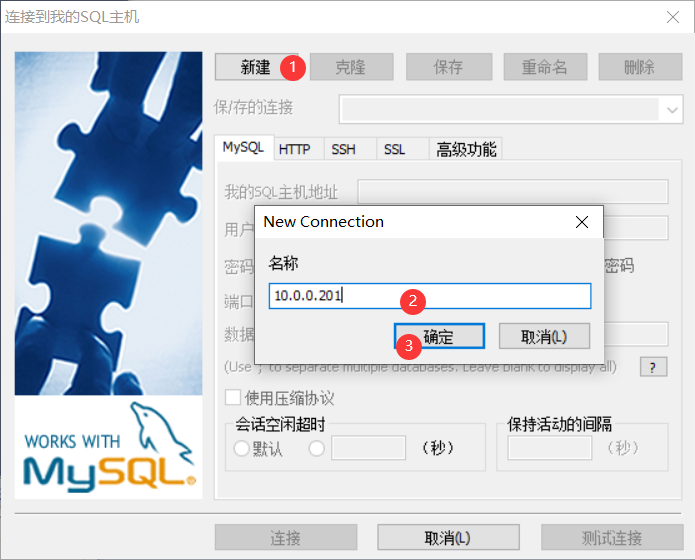 连接到我的SQL主机
新建 1 克隆 保存 重命名 删除
保/存的连接
MySQL HTTP SSH SSL 高级功能
我的SQL主机地址
用户
New Connection
名称
密码 密码
10.0.0.201 2
端口
数据
3 确定 取消(L)
(Use ';' to separate multiple databases. Leave blank to display all) ?
使用压缩协议
会话空闲超时 保持活动的间隔
默认 （秒） （秒）
WORKS WITH
MySQL®
连接 取消(L) 测试连接